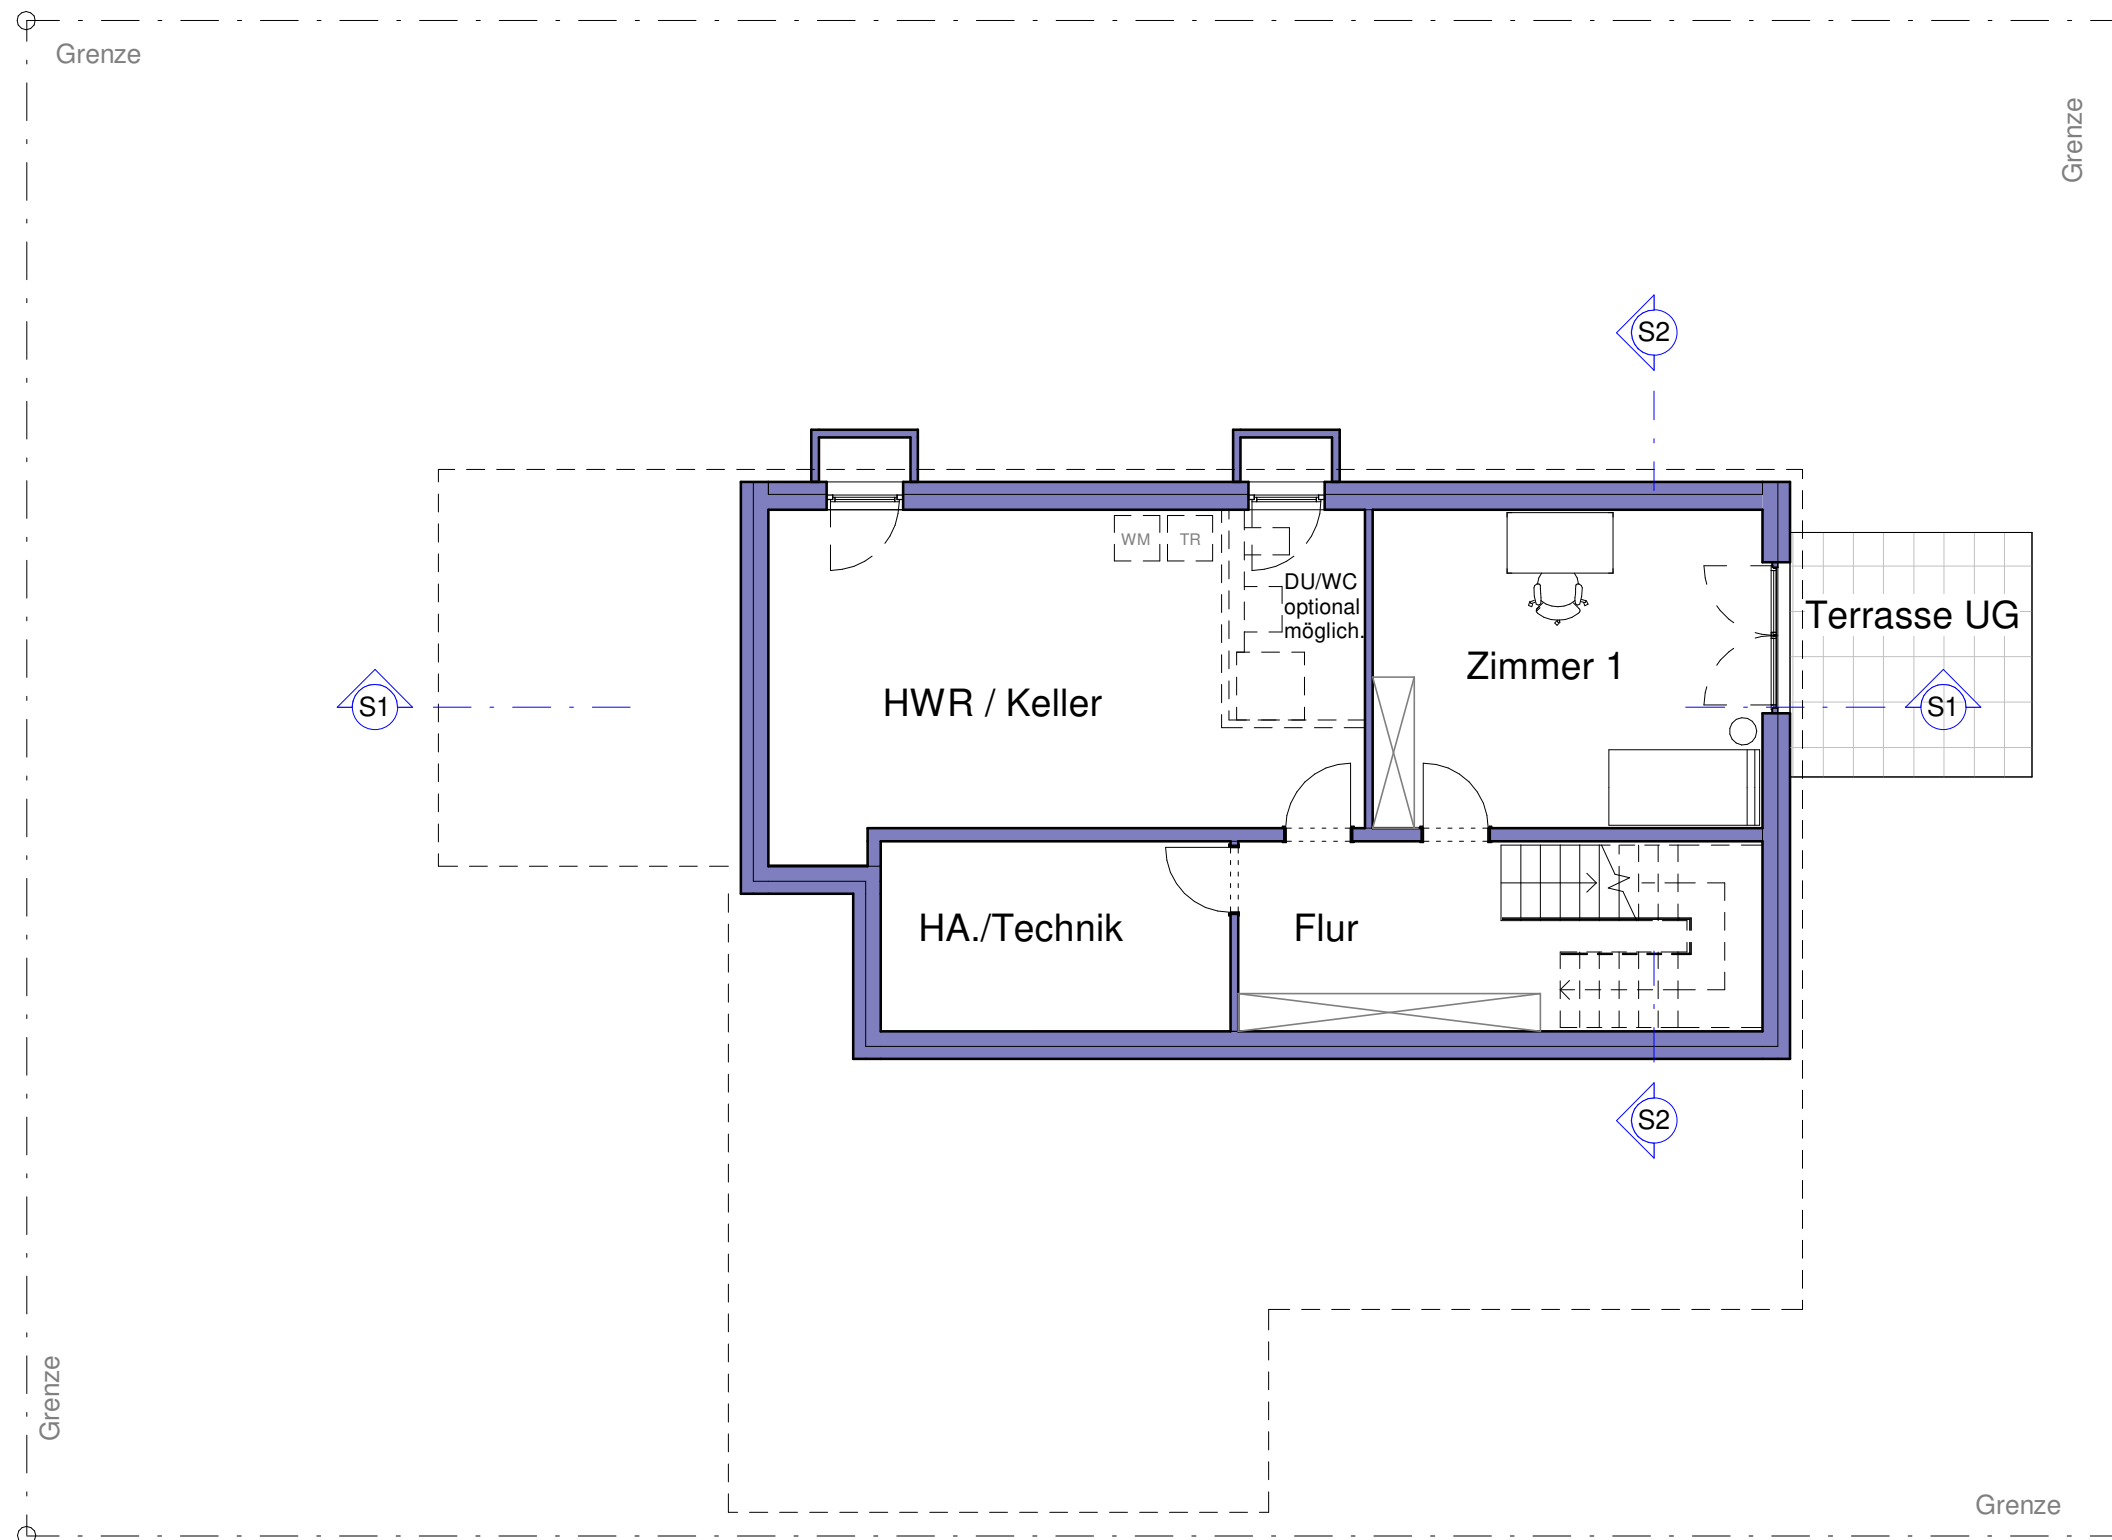 Grenze
Grenze
S2
WM
TR
DU/WC
optional
möglich.
Terrasse UG
Zimmer 1
HWR / Keller
S1
S1
HA./Technik
Flur
S2
Grenze
Grenze